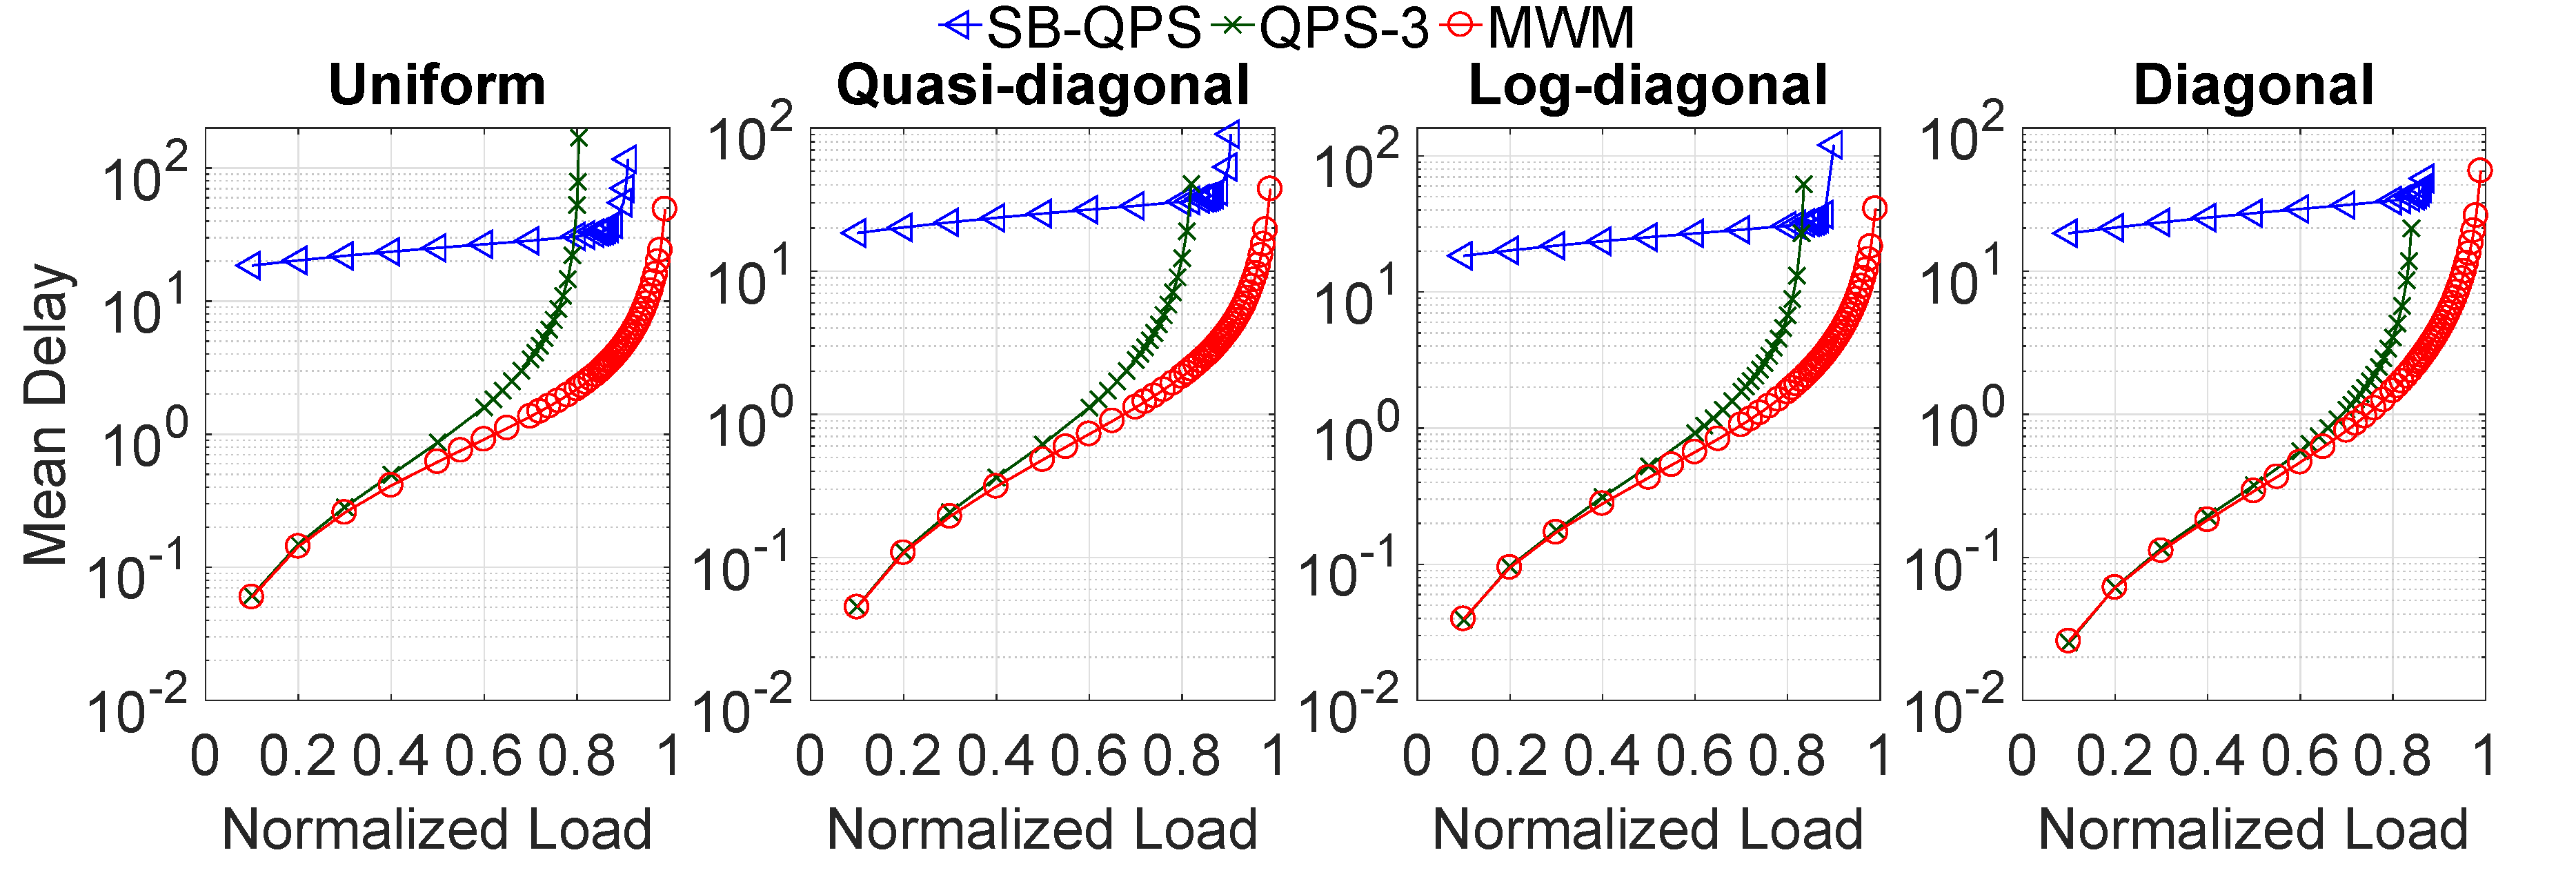 SB-QPS QPS-3 MWM
Uniform Quasi-diagonal Log-diagonal Diagonal
Mean Delay
10^2
10^1
10^0
10^-1
10^-2
0 0.2 0.4 0.6 0.8 1
Normalized Load
10^2
10^1
10^0
10^-1
10^-2
0 0.2 0.4 0.6 0.8 1
Normalized Load
10^2
10^1
10^0
10^-1
10^-2
0 0.2 0.4 0.6 0.8 1
Normalized Load
10^2
10^1
10^0
10^-1
10^-2
0 0.2 0.4 0.6 0.8 1
Normalized Load